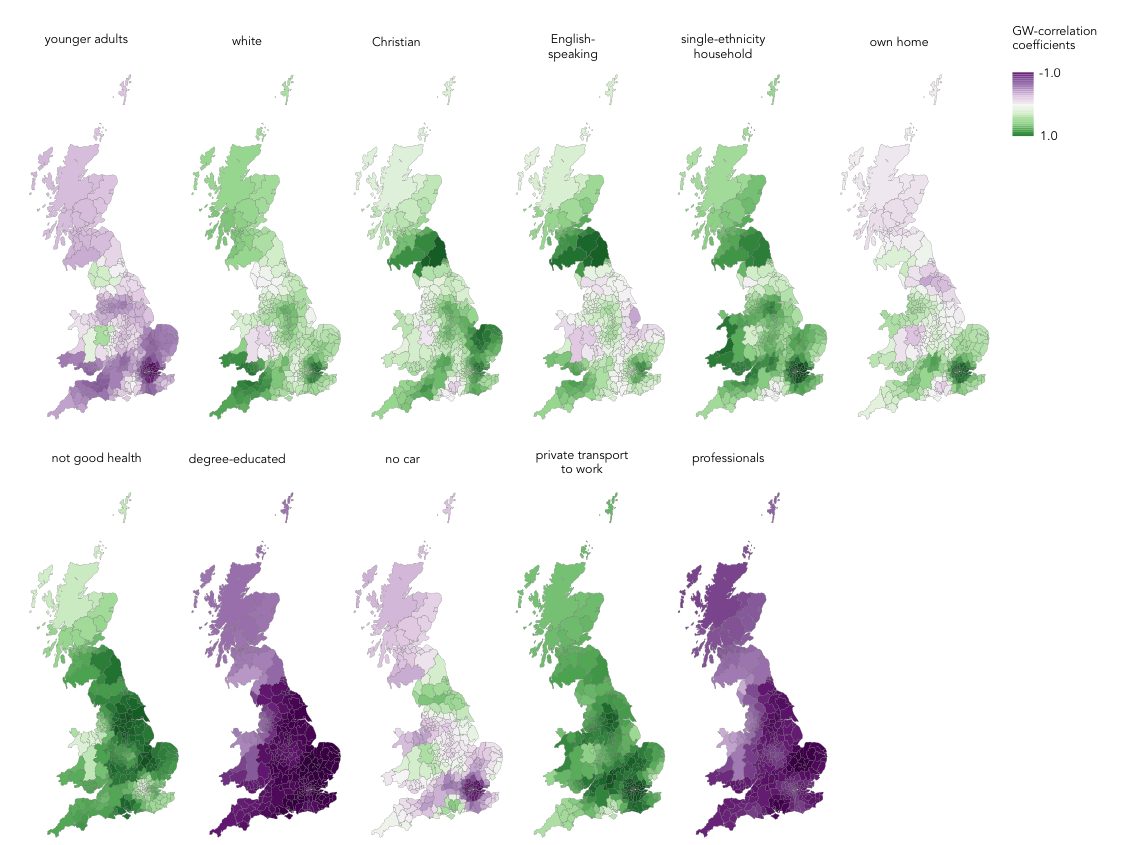 younger adults
white
Christian
English-
speaking
single-ethnicity
household
own home
GW-correlation
coefficients
-1.0
1.0
not good health
degree-educated
no car
private transport
to work
professionals